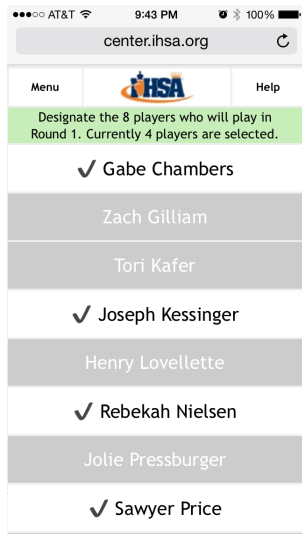 AT&T 9:43 PM 100%
center.ihsa.org
Menu IHSA Help
Designate the 8 players who will play in
Round 1. Currently 4 players are selected.
Gabe Chambers
Zach Gilliam
Tori Kafer
Joseph Kessinger
Henry Lovellette
Rebekah Nielsen
Jolie Pressburger
Sawyer Price